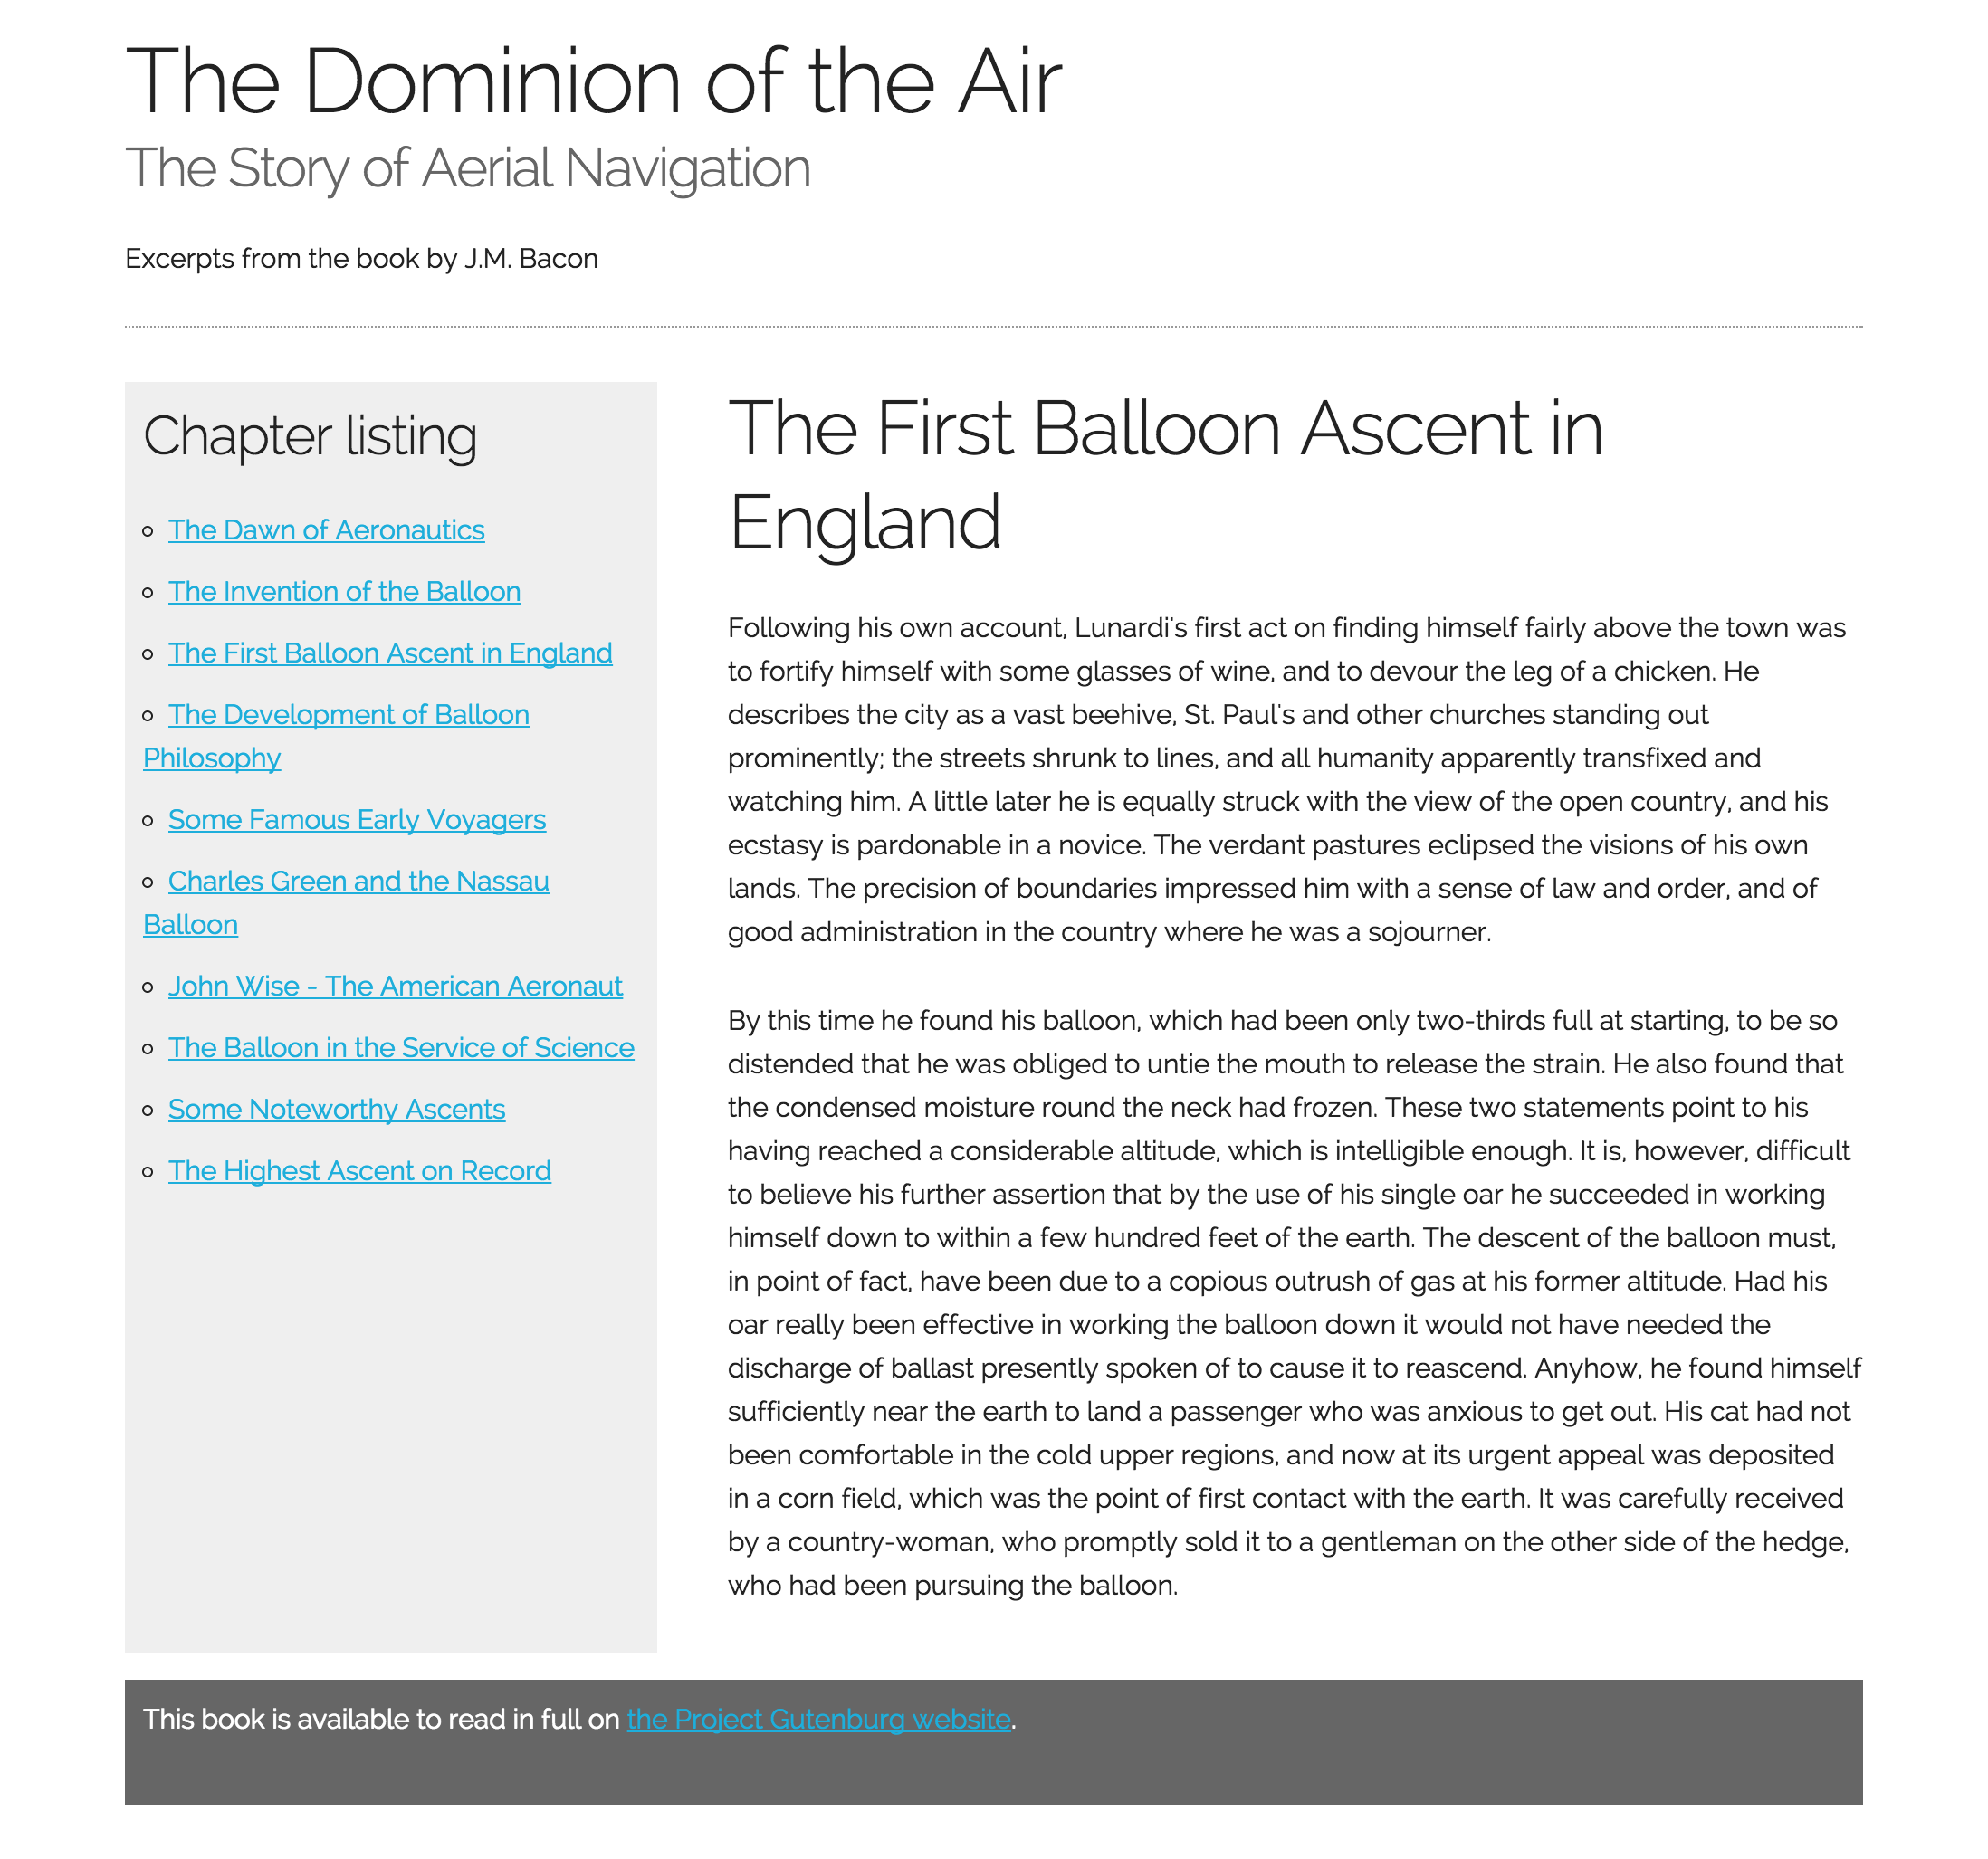 The Dominion of the Air
The Story of Aerial Navigation
Excerpts from the book by J.M. Bacon
Chapter listing
The Dawn of Aeronautics
The Invention of the Balloon
The First Balloon Ascent in England
The Development of Balloon
Philosophy
Some Famous Early Voyagers
Charles Green and the Nassau
Balloon
John Wise - The American Aeronaut
The Balloon in the Service of Science
Some Noteworthy Ascents
The Highest Ascent on Record
The First Balloon Ascent in
England
Following his own account, Lunardi's first act on finding himself fairly above the town was
to fortify himself with some glasses of wine, and to devour the leg of a chicken. He
describes the city as a vast beehive, St. Paul's and other churches standing out
prominently; the streets shrunk to lines, and all humanity apparently transfixed and
watching him. A little later he is equally struck with the view of the open country, and his
ecstasy is pardonable in a novice. The verdant pastures eclipsed the visions of his own
lands. The precision of boundaries impressed him with a sense of law and order, and of
good administration in the country where he was a sojourner.
By this time he found his balloon, which had been only two-thirds full at starting, to be so
distended that he was obliged to untie the mouth to release the strain. He also found that
the condensed moisture round the neck had frozen. These two statements point to his
having reached a considerable altitude, which is intelligible enough. It is, however, difficult
to believe his further assertion that by the use of his single oar he succeeded in working
himself down to within a few hundred feet of the earth. The descent of the balloon must,
in point of fact, have been due to a copious outrush of gas at his former altitude. Had his
oar really been effective in working the balloon down it would not have needed the
discharge of ballast presently spoken of to cause it to reascend. Anyhow, he found himself
sufficiently near the earth to land a passenger who was anxious to get out. His cat had not
been comfortable in the cold upper regions, and now at its urgent appeal was deposited
in a corn field, which was the point of first contact with the earth. It was carefully received
by a country-woman, who promptly sold it to a gentleman on the other side of the hedge,
who had been pursuing the balloon.
This book is available to read in full on the Project Gutenburg website.